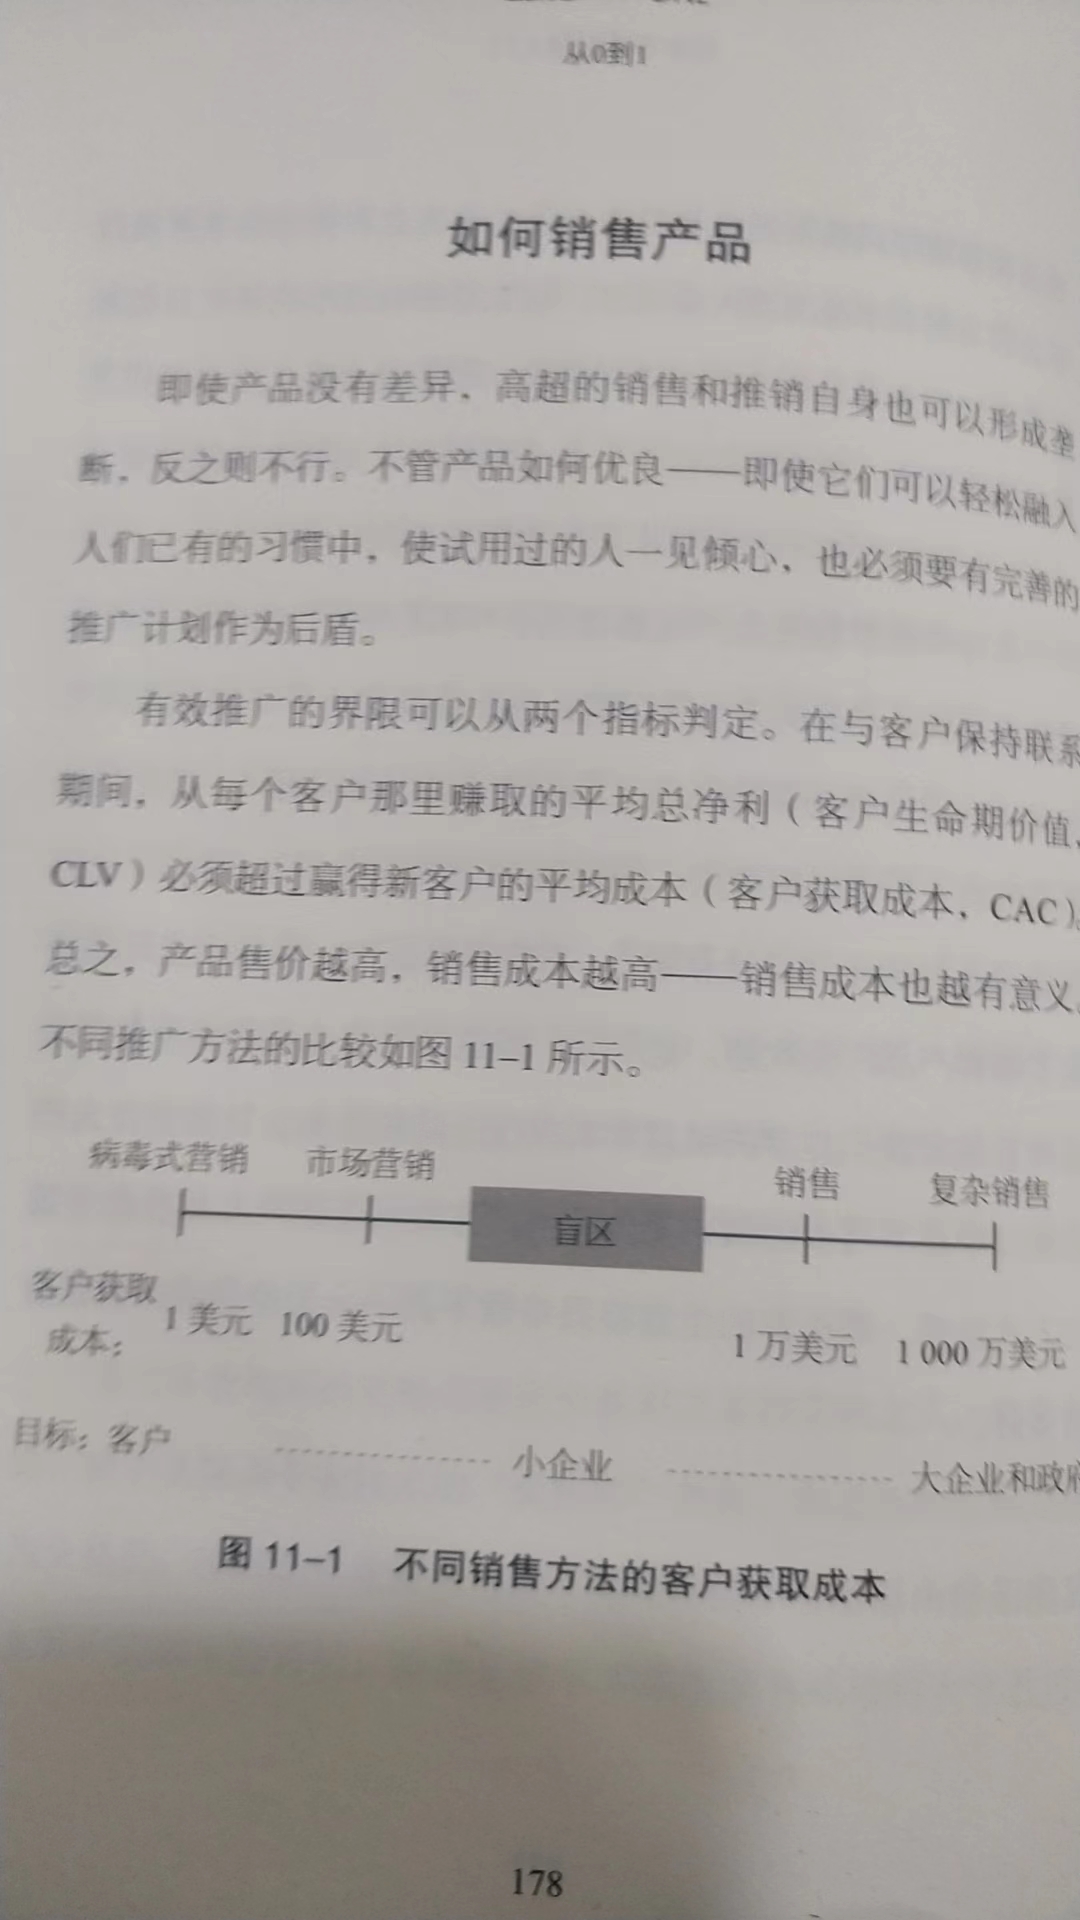 从0到1
如何销售产品
即使产品没有差异，高超的销售和推销自身也可以形成垄
断，反之则不行。不管产品如何优良——即使它们可以轻松融入
人们已有的习惯中，使试用过的人一见倾心，也必须要有完善的
推广计划作为后盾。
有效推广的界限可以从两个指标判定。在与客户保持联系
期间，从每个客户那里赚取的平均总净利（客户生命期价值，
CLV）必须超过赢得新客户的平均成本（客户获取成本，CAC）。
总之，产品售价越高，销售成本越高——销售成本也越有意义。
不同推广方法的比较如图 11–1 所示。
病毒式营销 市场营销 盲区 销售 复杂销售
客户获取
成本： 1 美元 100 美元 1 万美元 1 000 万美元
目标：客户 ---------------- 小企业 ---------------- 大企业和政府
图 11–1 不同销售方法的客户获取成本
178